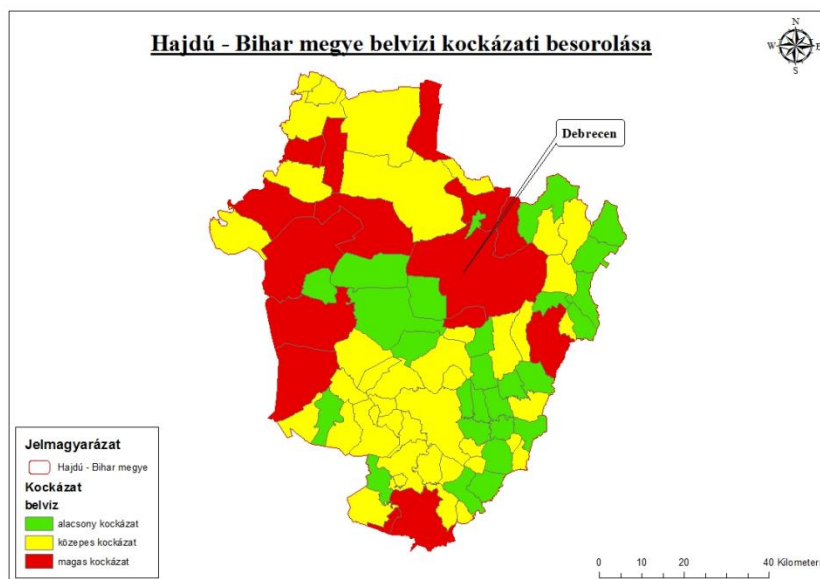 Hajdú - Bihar megye belvizi kockázati besorolása
N
W E
S
Debrecen
Jelmagyarázat
Hajdú - Bihar megye
Kockázat
belvíz
alacsony kockázat
közepes kockázat
magas kockázat
0 10 20 40 Kilometers